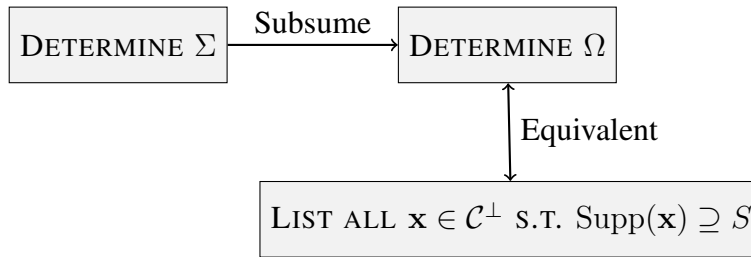 Subsume
DETERMINE Σ
DETERMINE Ω
Equivalent
LIST ALL x ∈ C⊥ S.T. Supp(x) ⊇ S